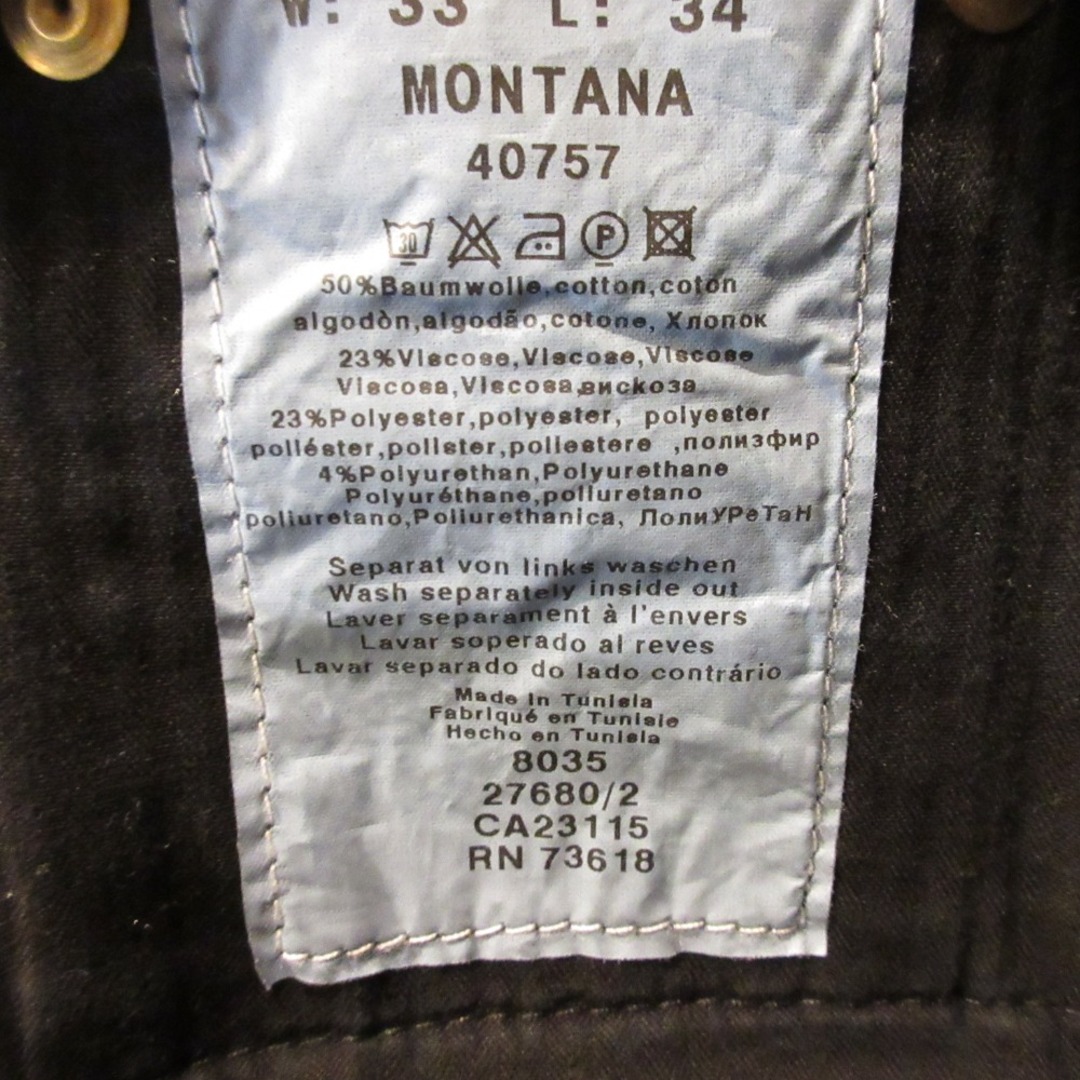 W: 33 L: 34
MONTANA
40757
30 P
50%Baumwolle,cotton,coton
algodòn,algodão,cotone, Хлопок
23%Viscose,Viscose,Viscose
Viscosa,Viscosa,вискоза
23%Polyester,polyester, polyester
poliéster,polister,poliestere ,полизфир
4%Polyurethan,Polyurethane
Polyuréthane,poliuretano
poliuretano,Poliurethanica, ПолиУРеТаН
Separat von links waschen
Wash separately inside out
Laver separament à l'envers
Lavar soperado al reves
Lavar separado do lado contrário
Made in Tunisia
Fabriqué en Tunisie
Hecho en Tunisia
8035
27680/2
CA23115
RN 73618